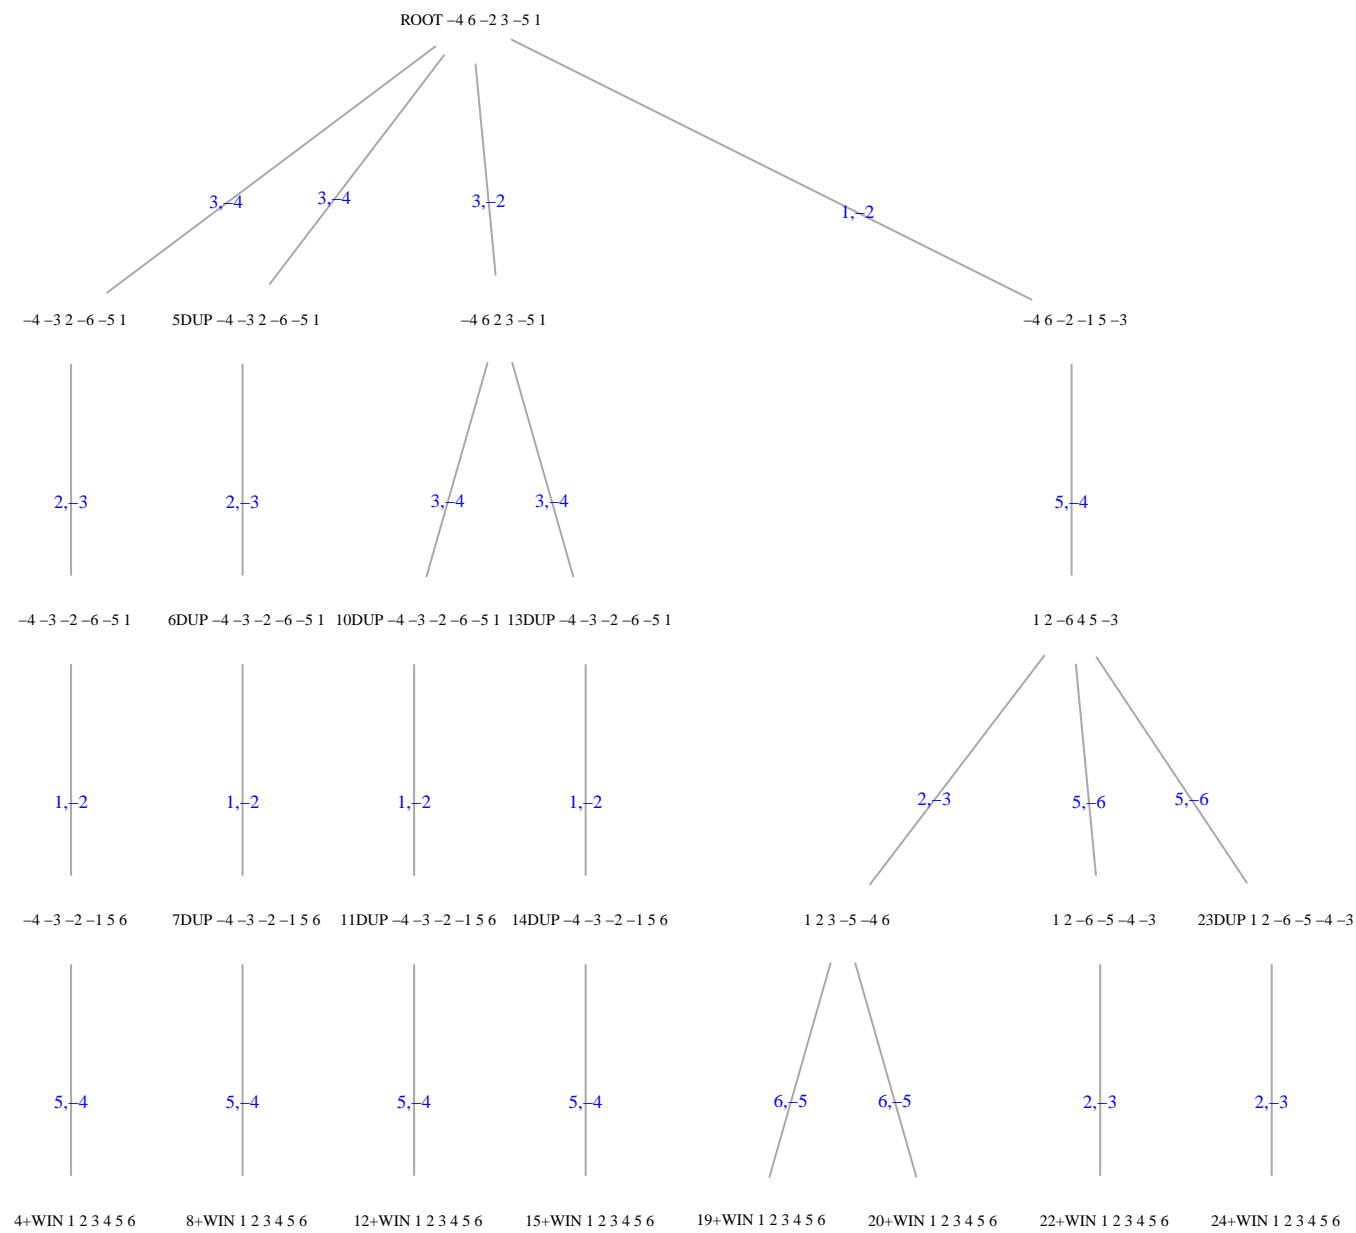 ROOT −4 6 −2 3 −5 1
3,−4
3,−4
3,−2
1,−2
−4 −3 2 −6 −5 1
5DUP −4 −3 2 −6 −5 1
−4 6 2 3 −5 1
−4 6 −2 −1 5 −3
2,−3
2,−3
3,−4
3,−4
5,−4
−4 −3 −2 −6 −5 1
6DUP −4 −3 −2 −6 −5 1
10DUP −4 −3 −2 −6 −5 1
13DUP −4 −3 −2 −6 −5 1
1 2 −6 4 5 −3
1,−2
1,−2
1,−2
1,−2
2,−3
5,−6
5,−6
−4 −3 −2 −1 5 6
7DUP −4 −3 −2 −1 5 6
11DUP −4 −3 −2 −1 5 6
14DUP −4 −3 −2 −1 5 6
1 2 3 −5 −4 6
1 2 −6 −5 −4 −3
23DUP 1 2 −6 −5 −4 −3
5,−4
5,−4
5,−4
5,−4
6,−5
6,−5
2,−3
2,−3
4+WIN 1 2 3 4 5 6
8+WIN 1 2 3 4 5 6
12+WIN 1 2 3 4 5 6
15+WIN 1 2 3 4 5 6
19+WIN 1 2 3 4 5 6
20+WIN 1 2 3 4 5 6
22+WIN 1 2 3 4 5 6
24+WIN 1 2 3 4 5 6